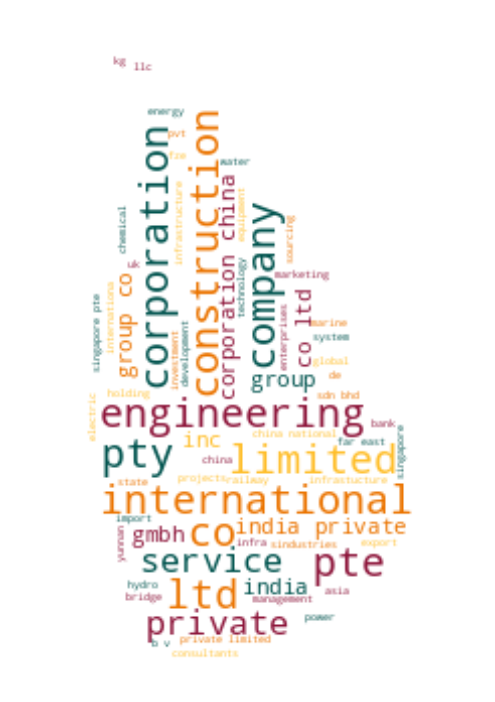 kg
llc
energy
pvt
fze
water
corporation
construction
corporation china
infrastructure
equipment
company
chemical
sourcing
uk
technology
marketing
international
group co
singapore pte
enterprises
co ltd
marine
system
investment
development
group
global
de
holding
sdn bhd
electric
engineering
bank
inc
china national
far east
singapore
pty
china
limited
state
projects
railway
infrastucture
international
import
co
india private
yunnan
gmbh
infra
sindustries
export
service
pte
hydro
ltd
india
asia
bridge
management
private
power
b v
private limited
consultants